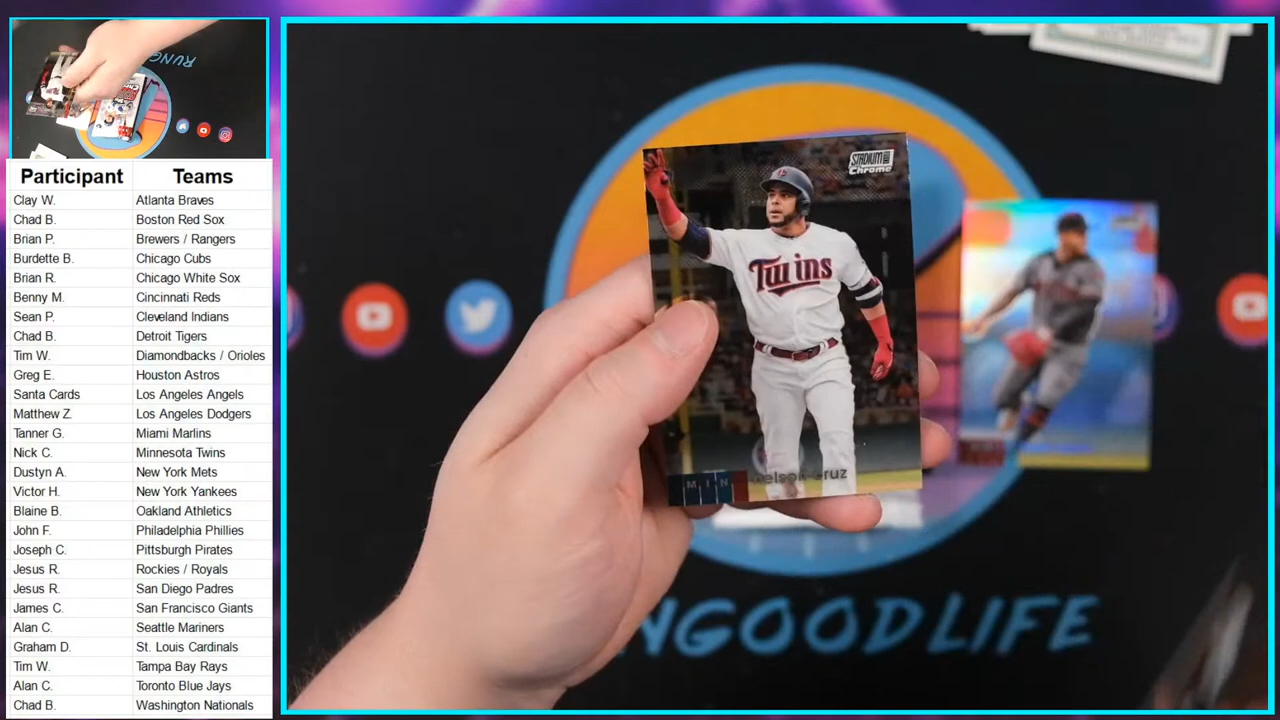 Participant Teams
Clay W. Atlanta Braves
Chad B. Boston Red Sox
Brian P. Brewers / Rangers
Burdette B. Chicago Cubs
Brian R. Chicago White Sox
Benny M. Cincinnati Reds
Sean P. Cleveland Indians
Chad B. Detroit Tigers
Tim W. Diamondbacks / Orioles
Greg E. Houston Astros
Santa Cards Los Angeles Angels
Matthew Z. Los Angeles Dodgers
Tanner G. Miami Marlins
Nick C. Minnesota Twins
Dustyn A. New York Mets
Victor H. New York Yankees
Blaine B. Oakland Athletics
John F. Philadelphia Phillies
Joseph C. Pittsburgh Pirates
Jesus R. Rockies / Royals
Jesus R. San Diego Padres
James C. San Francisco Giants
Alan C. Seattle Mariners
Graham D. St. Louis Cardinals
Tim W. Tampa Bay Rays
Alan C. Toronto Blue Jays
Chad B. Washington Nationals
STADIUM
Chrome
Twins
MIN nelson cruz
NGOODLIFE
RUNGOOD